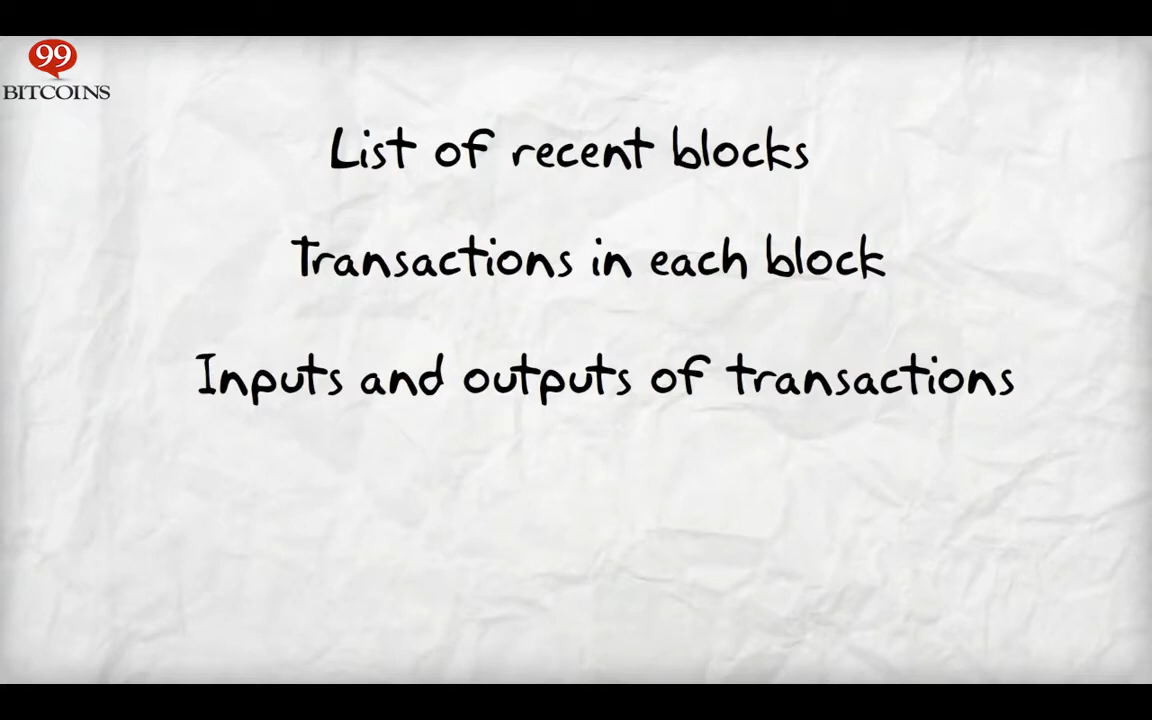 99
BITCOINS
List of recent blocks
Transactions in each block
Inputs and outputs of transactions